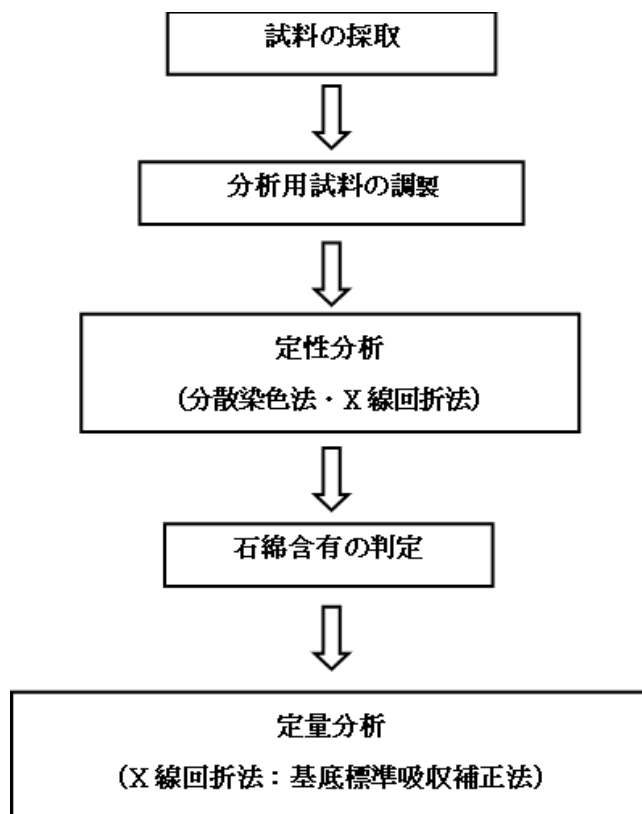 試料の採取
分析用試料の調製
定性分析
(分散染色法・X線回折法)
石綿含有の判定
定量分析
(X線回折法：基底標準吸収補正法)